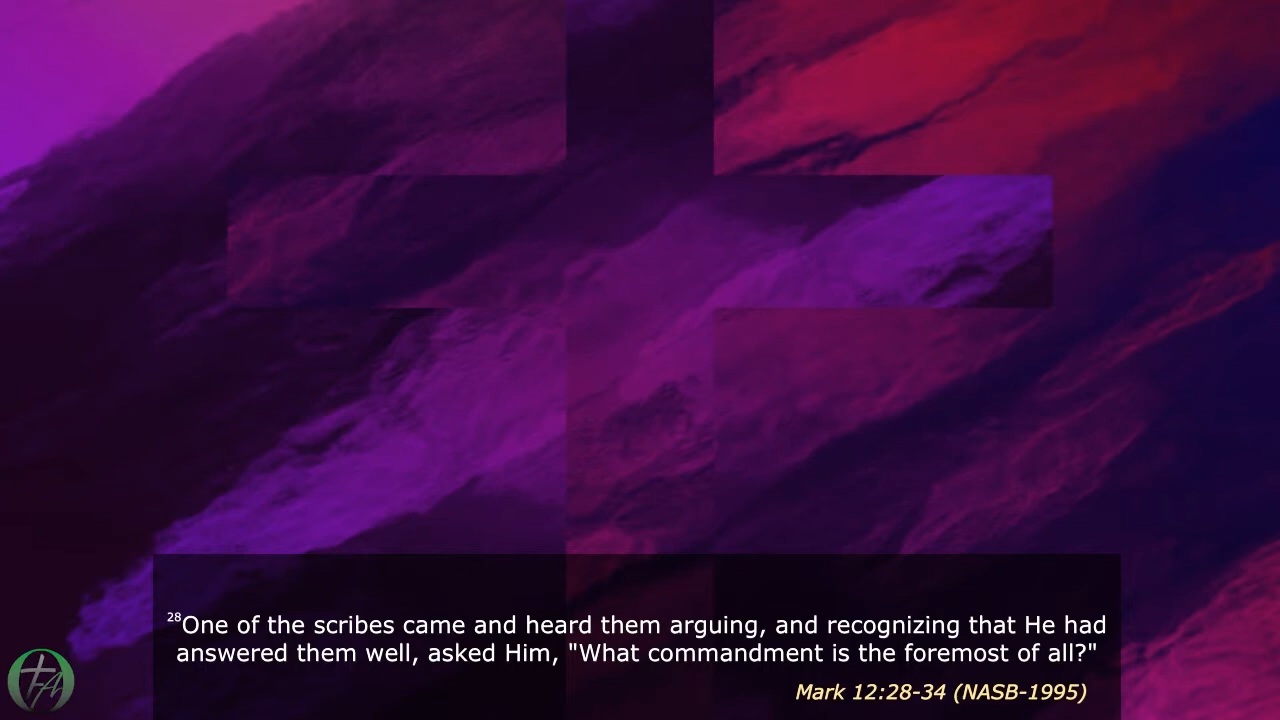 28One of the scribes came and heard them arguing, and recognizing that He had
answered them well, asked Him, "What commandment is the foremost of all?"
Mark 12:28-34 (NASB-1995)